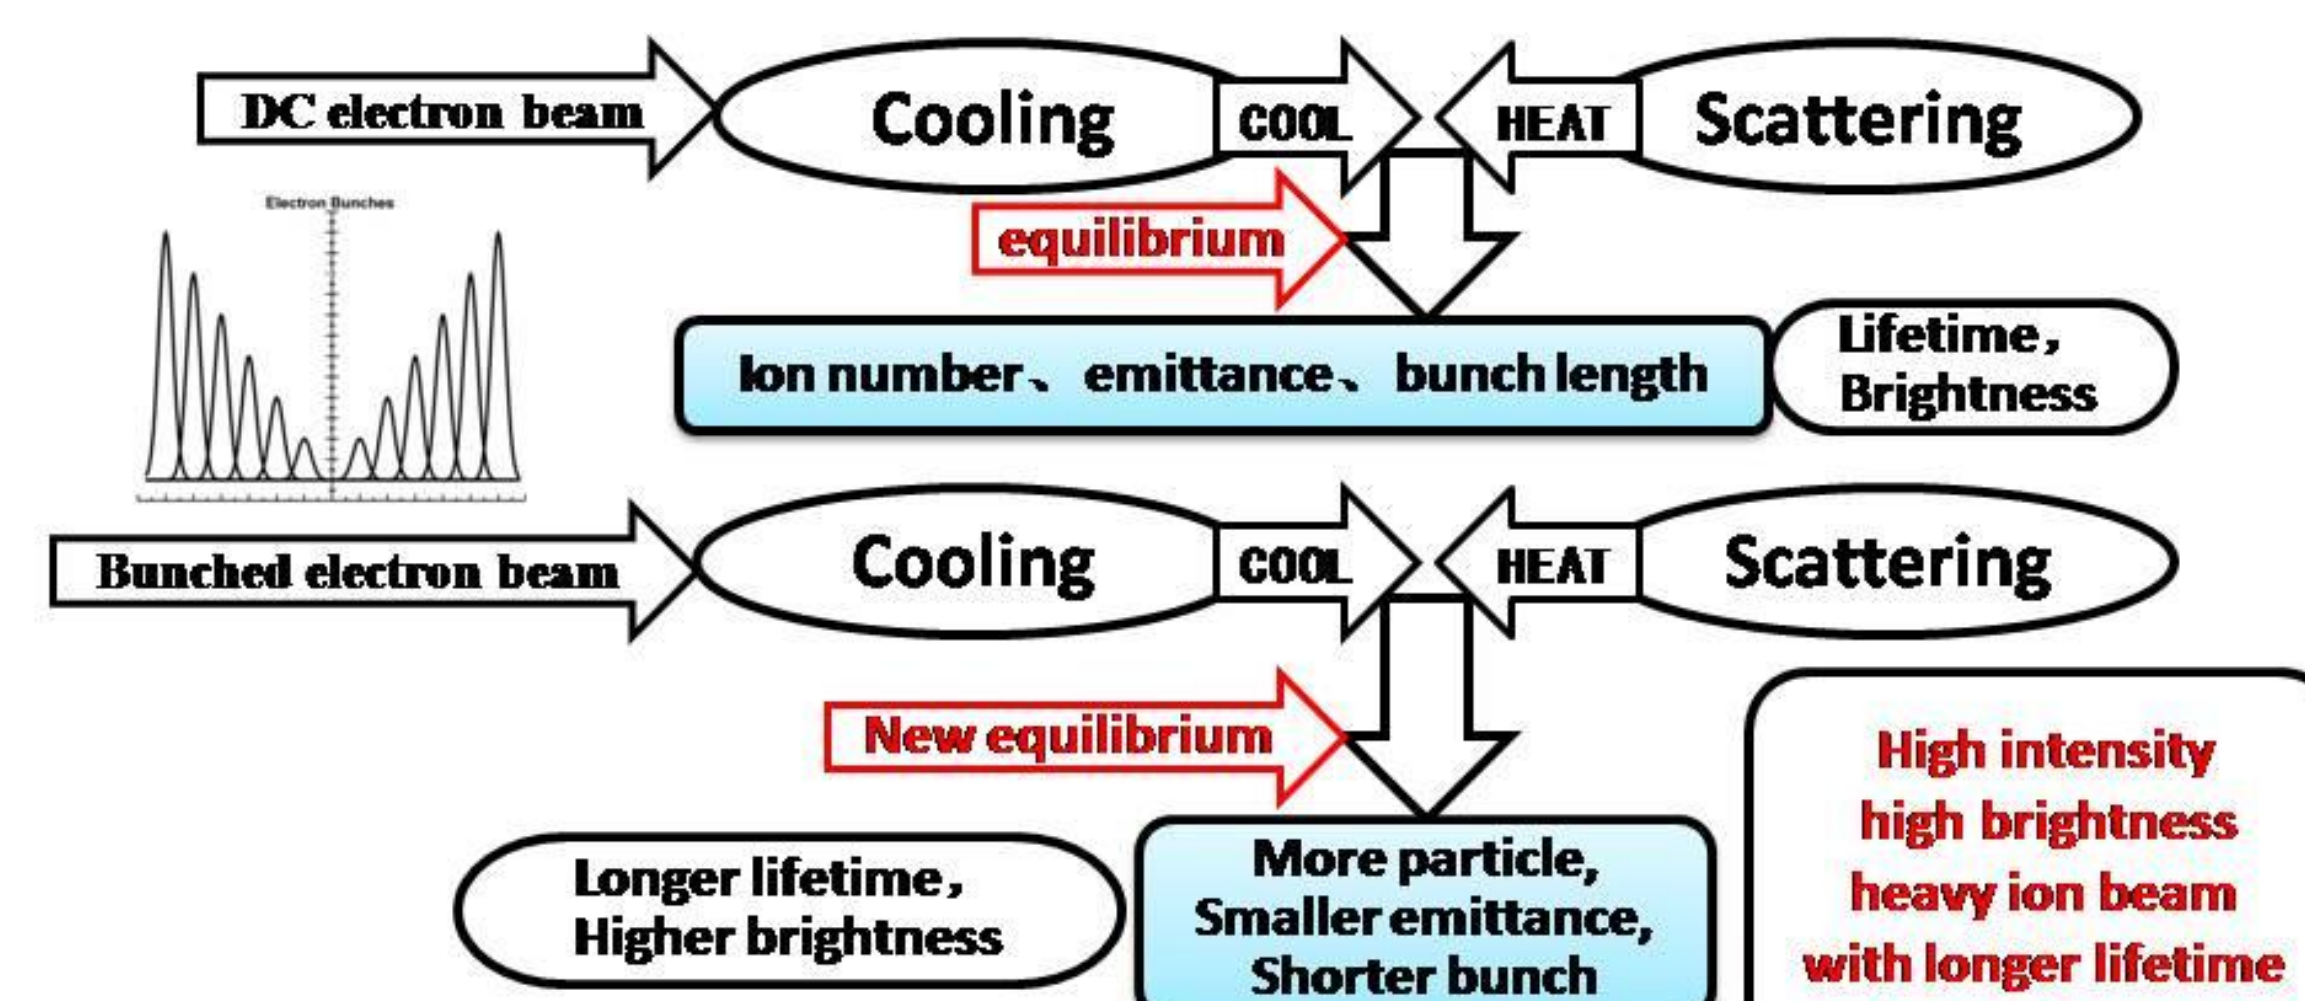 DC electron beam
Cooling
COOL
HEAT
Scattering
Electron Bunches
equilibrium
Ion number、 emittance、 bunch length
Lifetime,
Brightness
Bunched electron beam
Cooling
COOL
HEAT
Scattering
New equilibrium
Longer lifetime,
Higher brightness
More particle,
Smaller emittance,
Shorter bunch
High intensity
high brightness
heavy ion beam
with longer lifetime